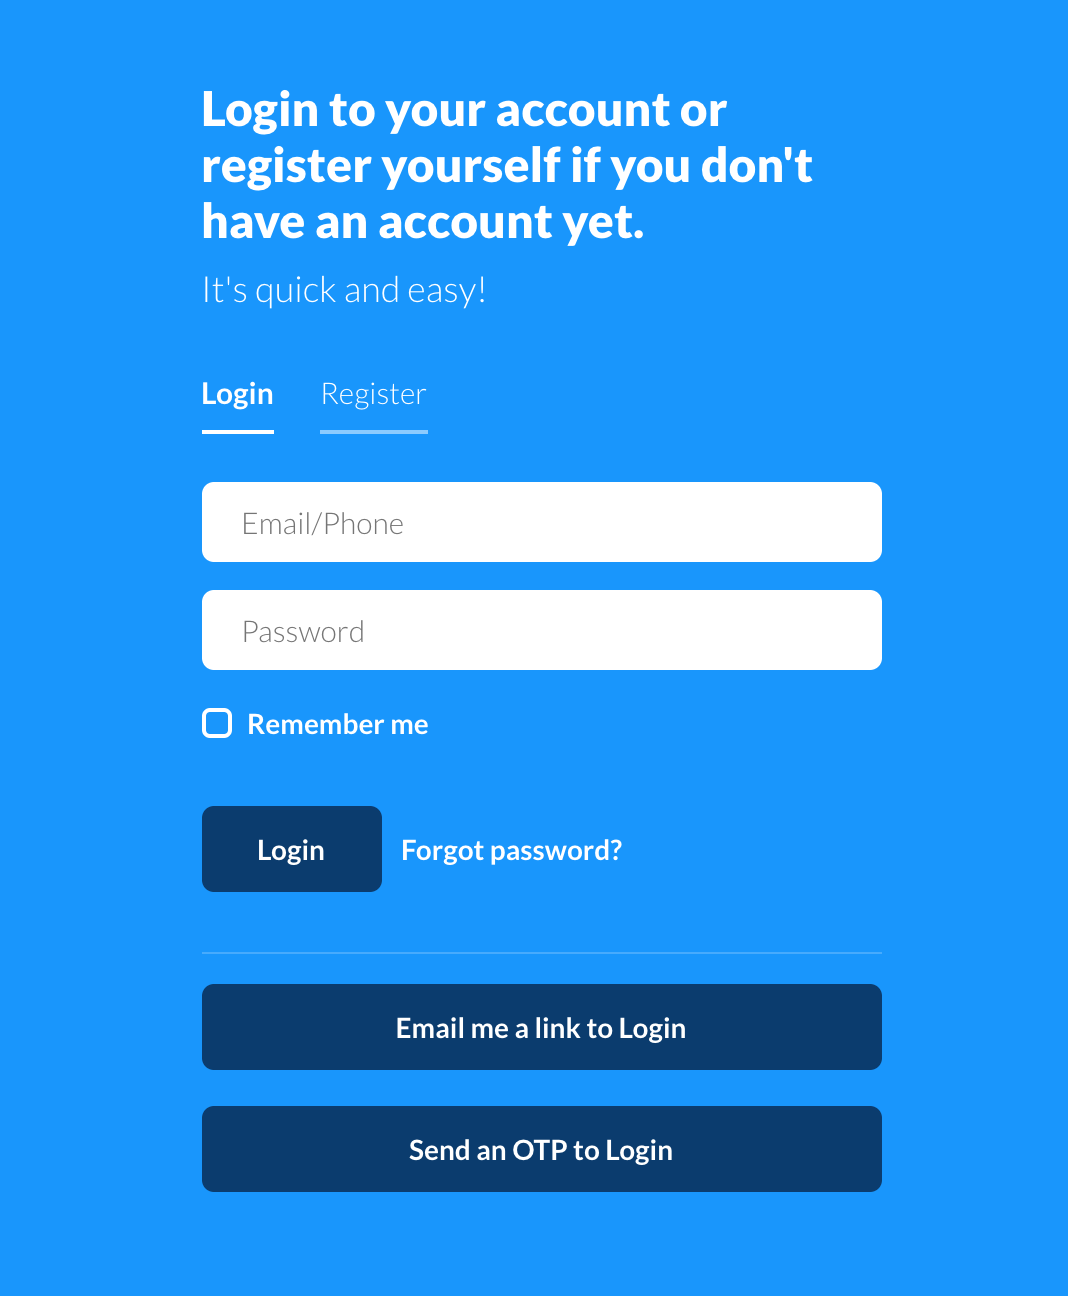 Login to your account or
register yourself if you don't
have an account yet.
It's quick and easy!
Login Register
Email/Phone
Password
Remember me
Login Forgot password?
Email me a link to Login
Send an OTP to Login